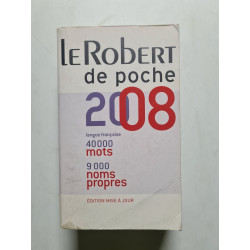 LE ROBERT
de poche
2008
langue française
40 000
mots
9 000
noms
propres
ÉDITION MISE À JOUR